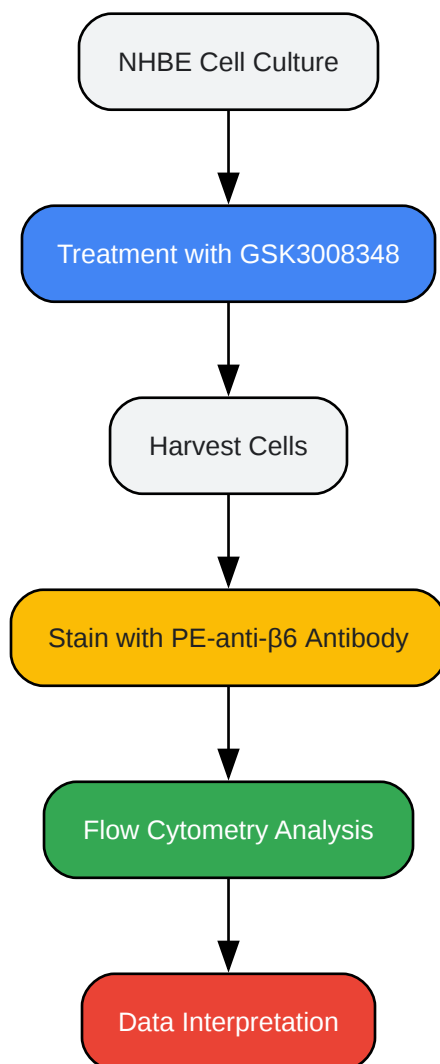 NHBE Cell Culture
Treatment with GSK3008348
Harvest Cells
Stain with PE-anti-β6 Antibody
Flow Cytometry Analysis
Data Interpretation